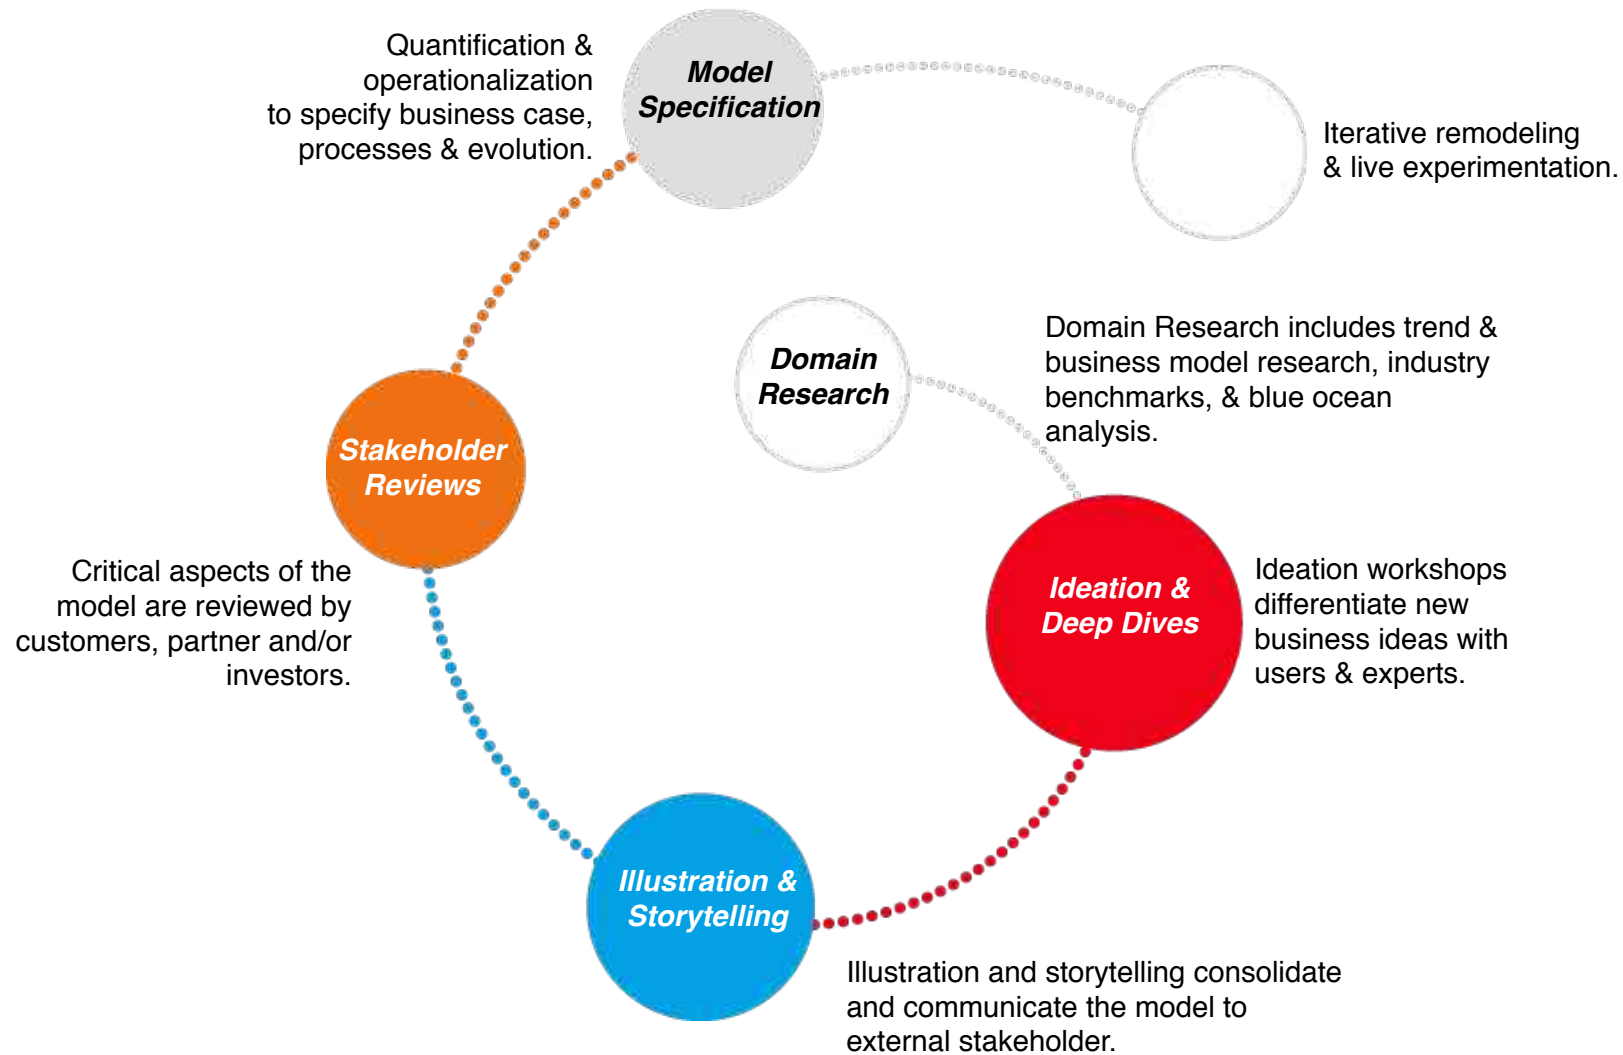 Quantification &
operationalization
to specify business case,
processes & evolution.
Model
Specification
Iterative remodeling
& live experimentation.
Domain
Research
Domain Research includes trend &
business model research, industry
benchmarks, & blue ocean
analysis.
Stakeholder
Reviews
Critical aspects of the
model are reviewed by
customers, partner and/or
investors.
Ideation &
Deep Dives
Ideation workshops
differentiate new
business ideas with
users & experts.
Illustration &
Storytelling
Illustration and storytelling consolidate
and communicate the model to
external stakeholder.